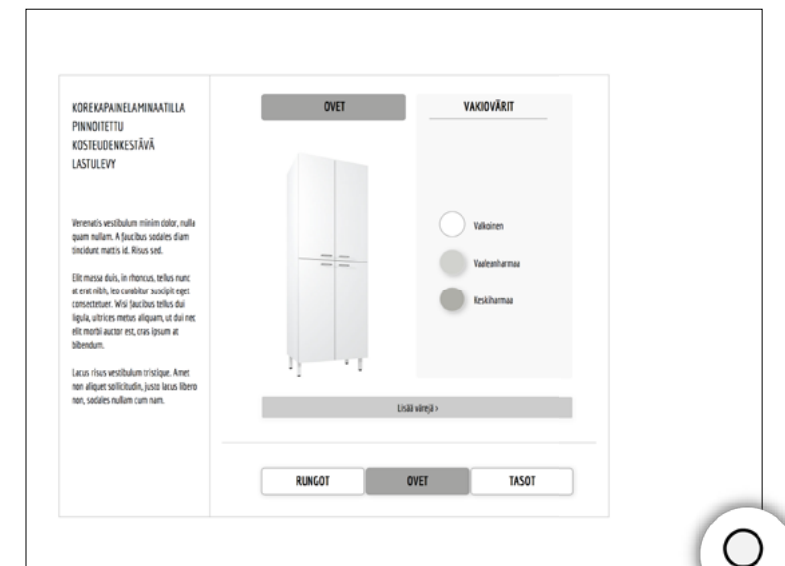 KOREKAPAINELAMINAATILLA
PINNOITETTU
KOSTEUDENKESTÄVÄ
LASTULEVY
Venenatis vestibulum minim dolor, nulla
quam nullam. A faucibus sodales diam
tincidunt mattis id. Risus sed.
Elit massa duis, in rhoncus, tellus nunc
at erat nibh, leo curabitur suscipit eget
consectetuer. Wisi faucibus tellus dui
ligula, ultrices metus aliquam, ut dui nec
elit morbi auctor est, cras ipsum at
bibendum.
Lacus risus vestibulum tristique. Amet
non aliquet sollicitudin, justo lacus libero
non, sodales nullam cum nam.
OVET
VAKIOVÄRIT
Valkoinen
Vaaleanharmaa
Keskiharmaa
Lisää värejä >
RUNGOT
OVET
TASOT